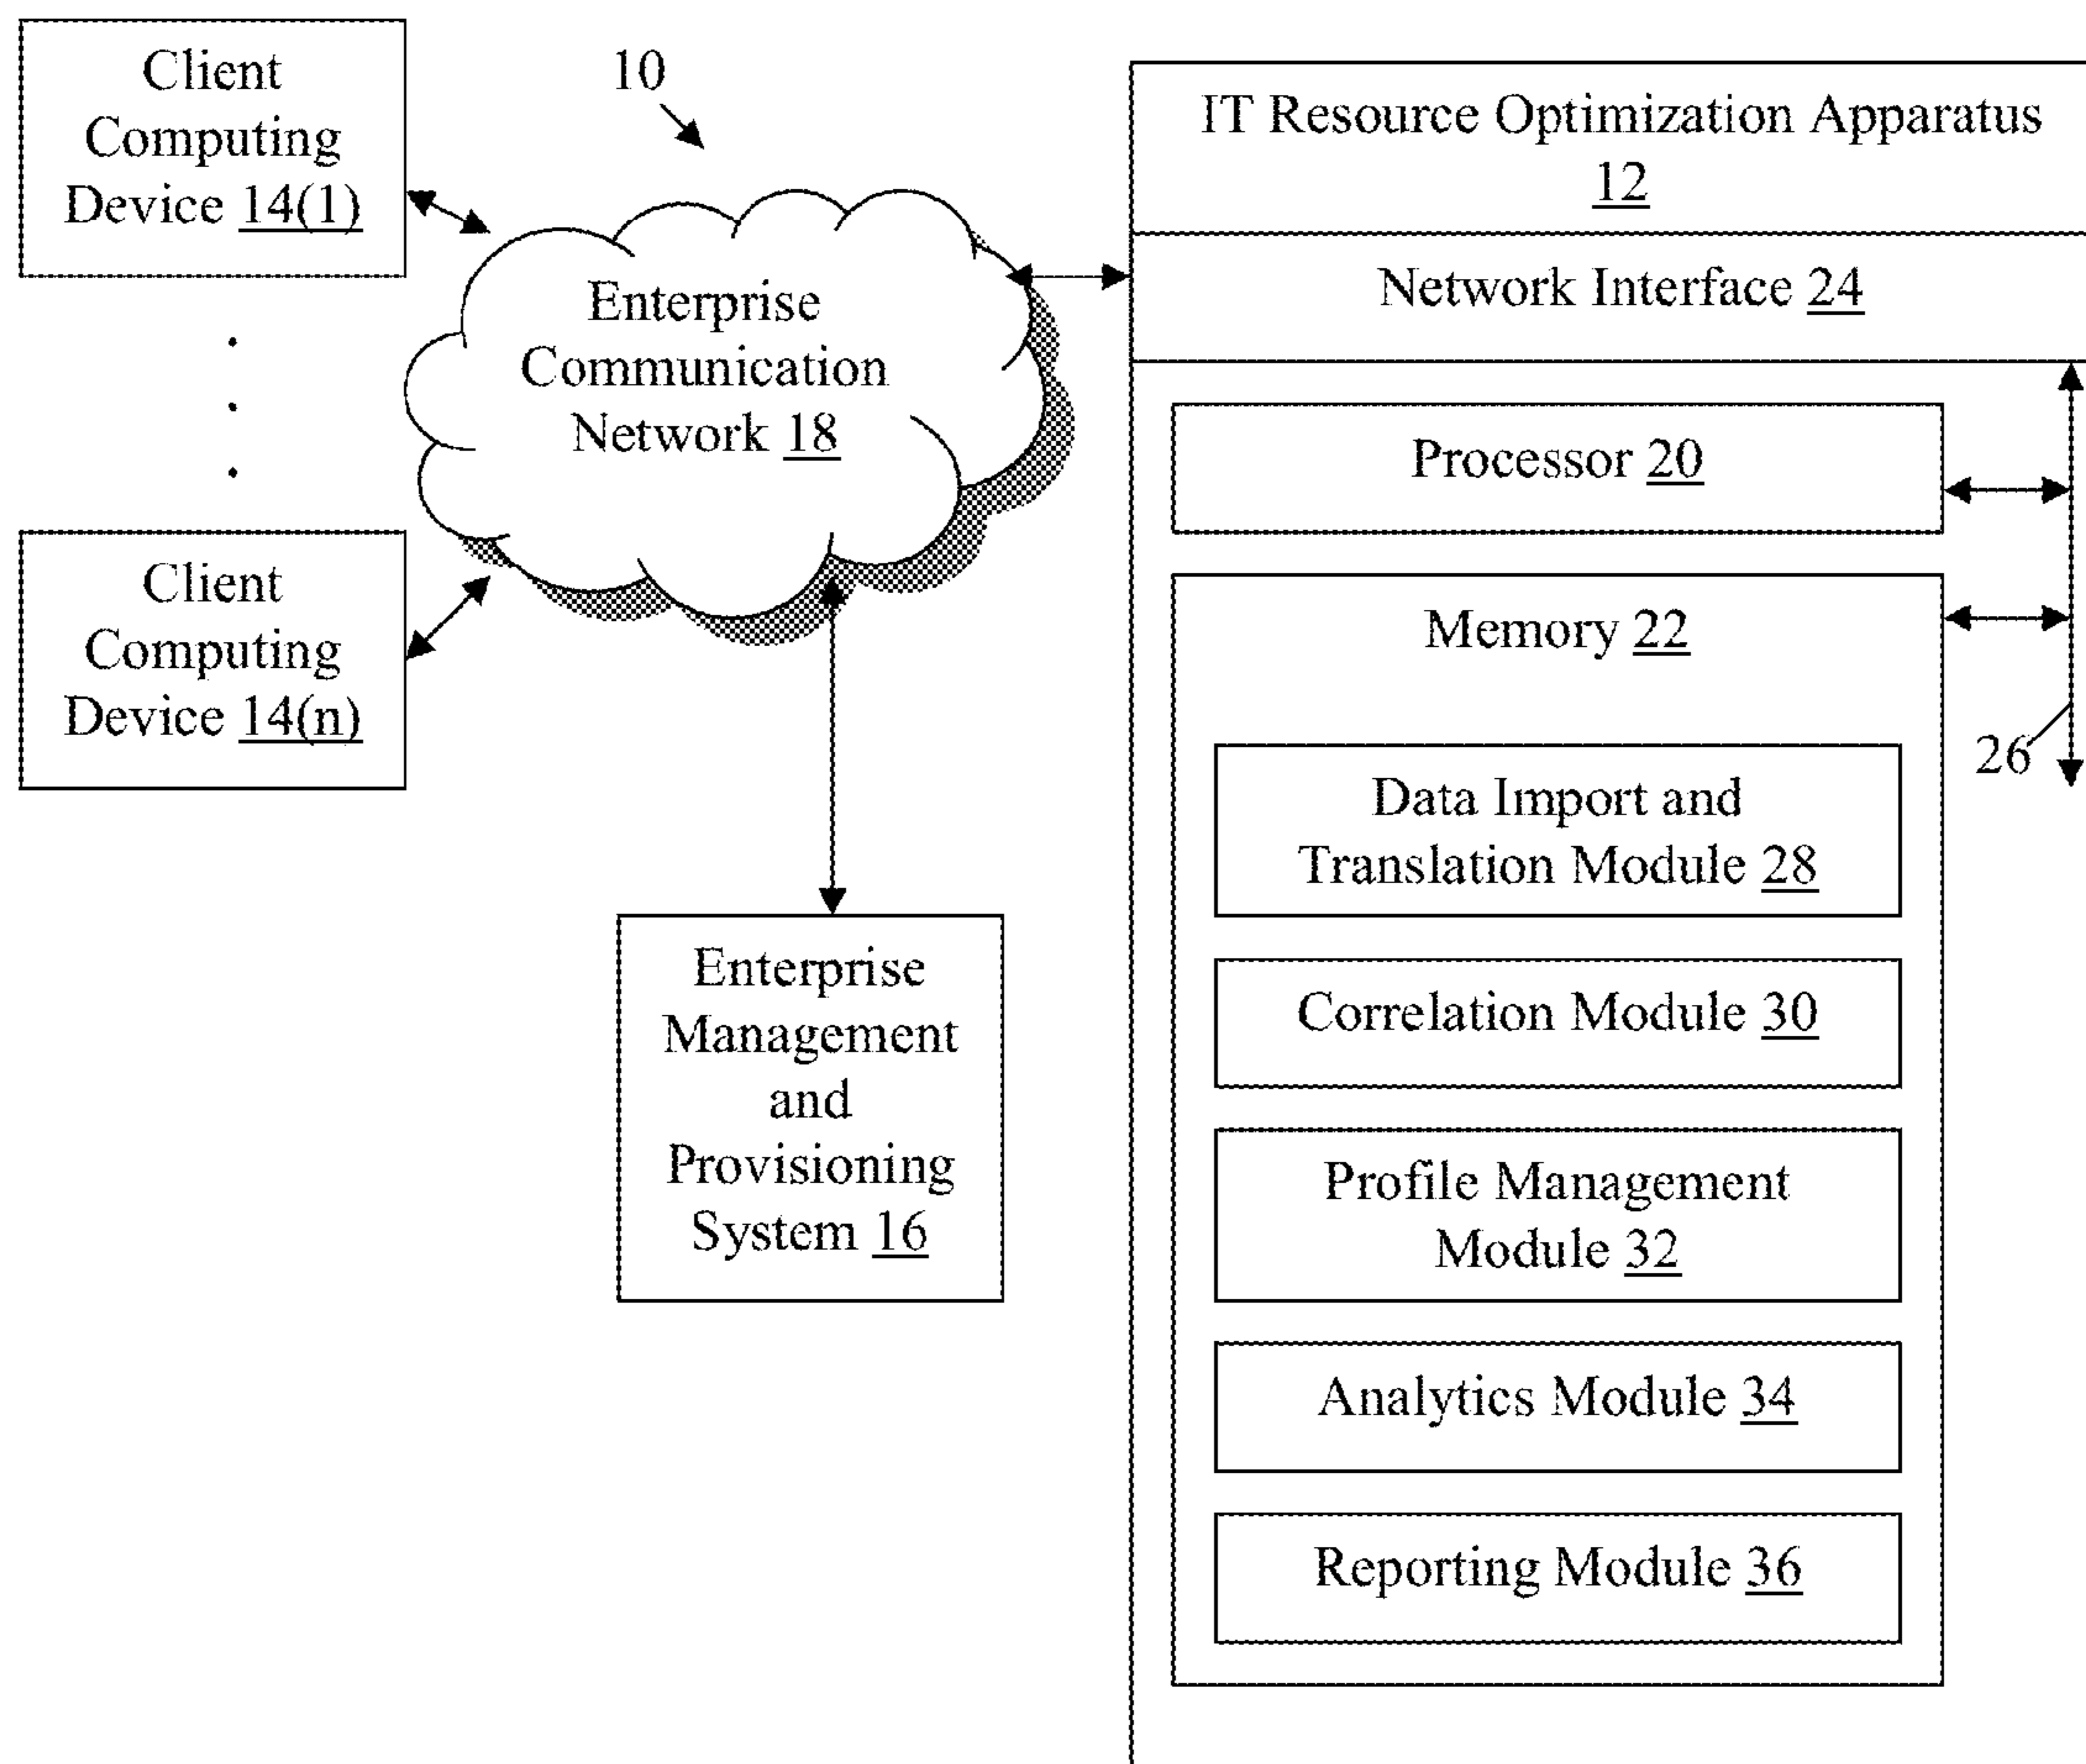 Client
Computing
Device 14(1)
10
IT Resource Optimization Apparatus
12
Network Interface 24
Enterprise
Communication
Network 18
Processor 20
Client
Computing
Device 14(n)
Memory 22
26
Data Import and
Translation Module 28
Enterprise
Management
and
Provisioning
System 16
Correlation Module 30
Profile Management
Module 32
Analytics Module 34
Reporting Module 36